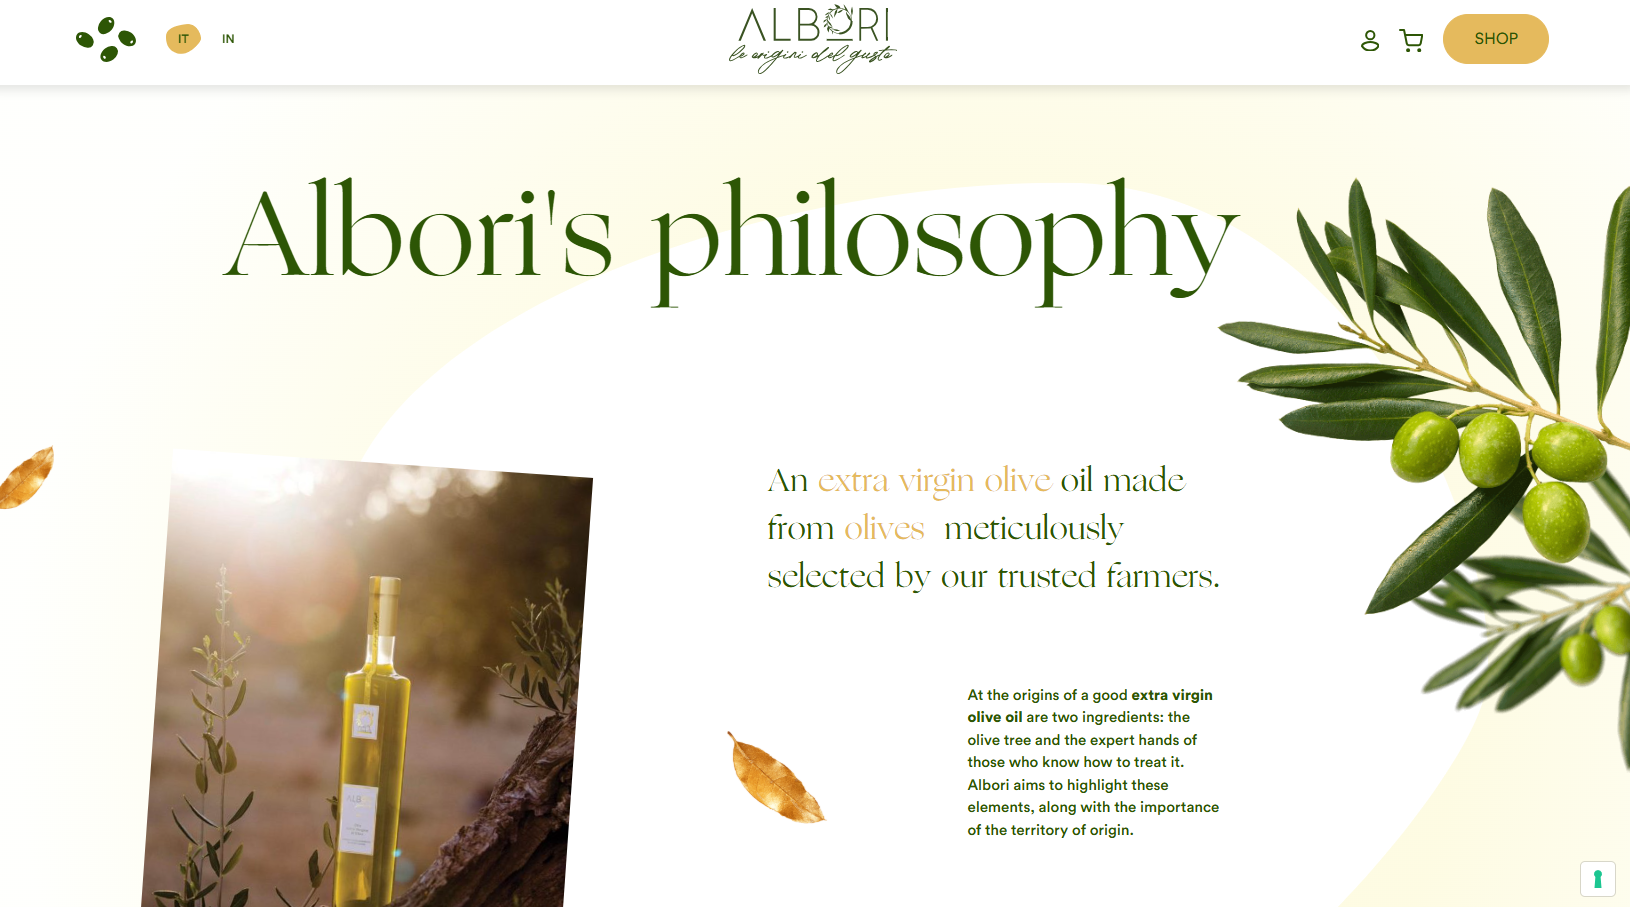 IT IN
ALBORI
le origini del gusto
SHOP
Albori's philosophy
An extra virgin olive oil made
from olives meticulously
selected by our trusted farmers.
At the origins of a good extra virgin
olive oil are two ingredients: the
olive tree and the expert hands of
those who know how to treat it.
Albori aims to highlight these
elements, along with the importance
of the territory of origin.